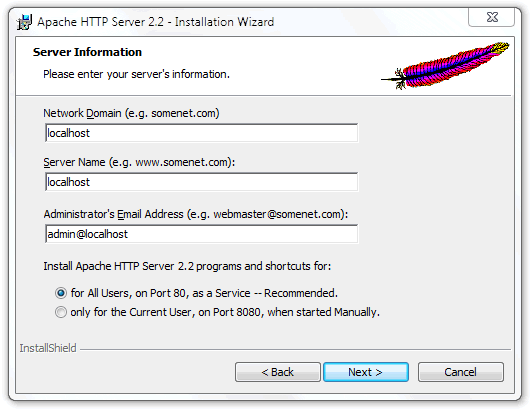 Apache HTTP Server 2.2 - Installation Wizard
Server Information
Please enter your server's information.
Network Domain (e.g. somenet.com)
localhost
Server Name (e.g. www.somenet.com):
localhost
Administrator's Email Address (e.g. webmaster@somenet.com):
admin@localhost
Install Apache HTTP Server 2.2 programs and shortcuts for:
for All Users, on Port 80, as a Service -- Recommended.
only for the Current User, on Port 8080, when started Manually.
InstallShield
< Back
Next >
Cancel